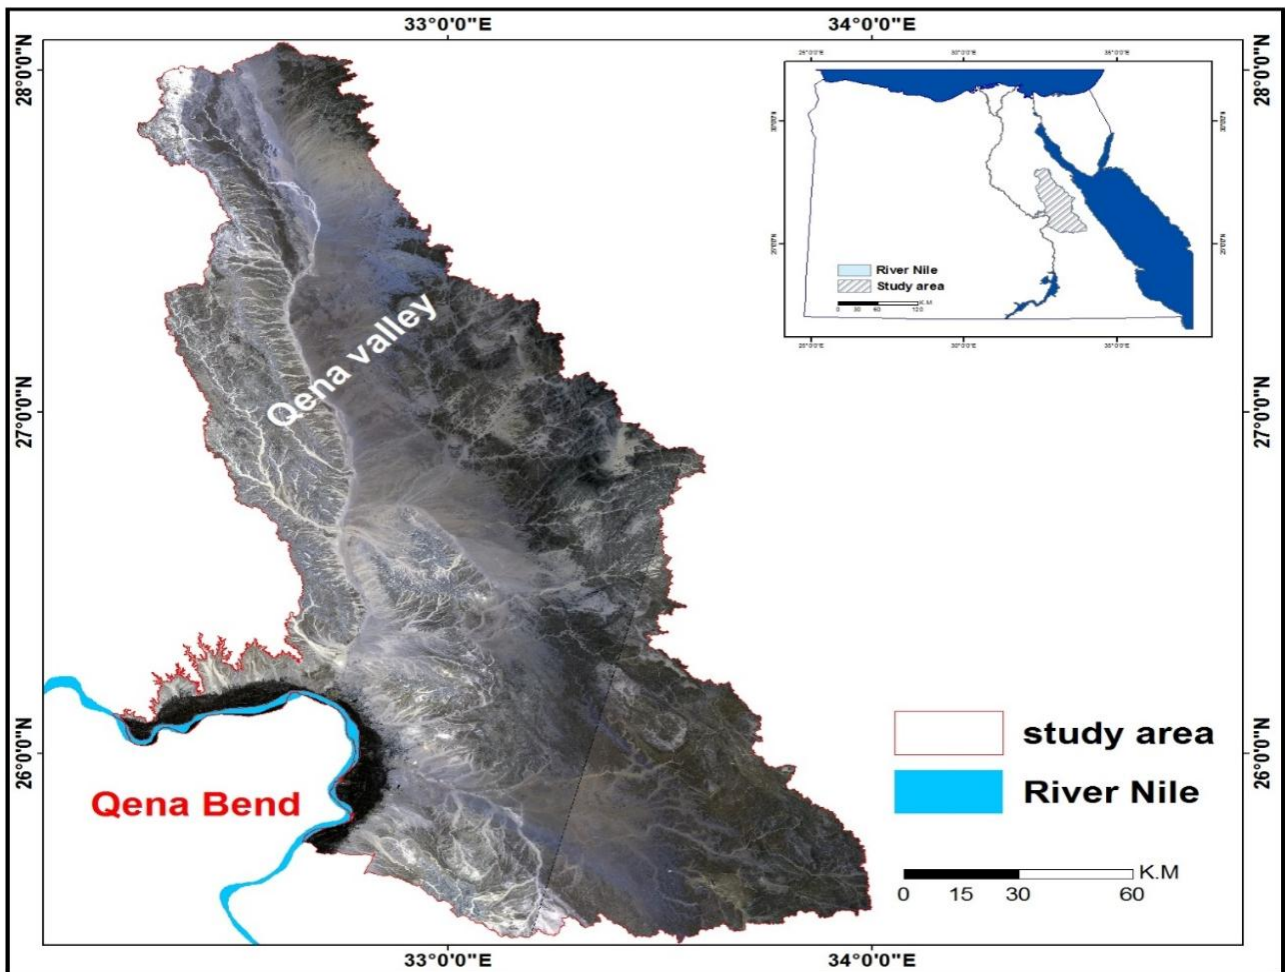 33°0'0"E
34°0'0"E
28°0'0"N
28°0'0"N
River Nile
Study area
K.M
Qena valley
27°0'0"N
27°0'0"N
26°0'0"N
26°0'0"N
study area
River Nile
Qena Bend
K.M
0 15 30 60
33°0'0"E
34°0'0"E